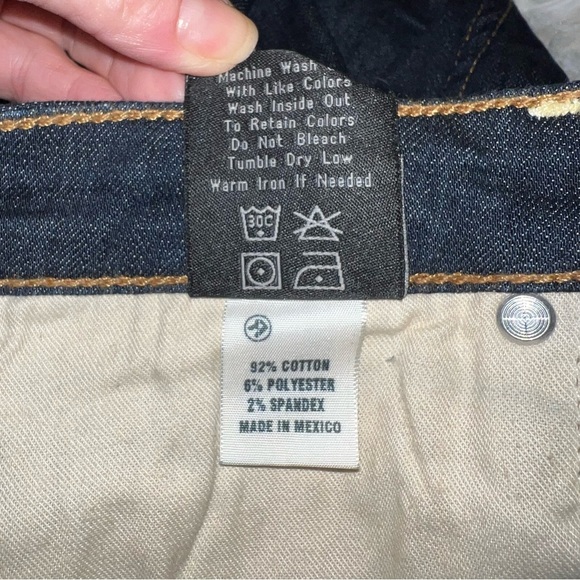 Machine Wash
With Like Colors
Wash Inside Out
To Retain Colors
Do Not Bleach
Tumble Dry Low
Warm Iron If Needed
30C
92% COTTON
6% POLYESTER
2% SPANDEX
MADE IN MEXICO